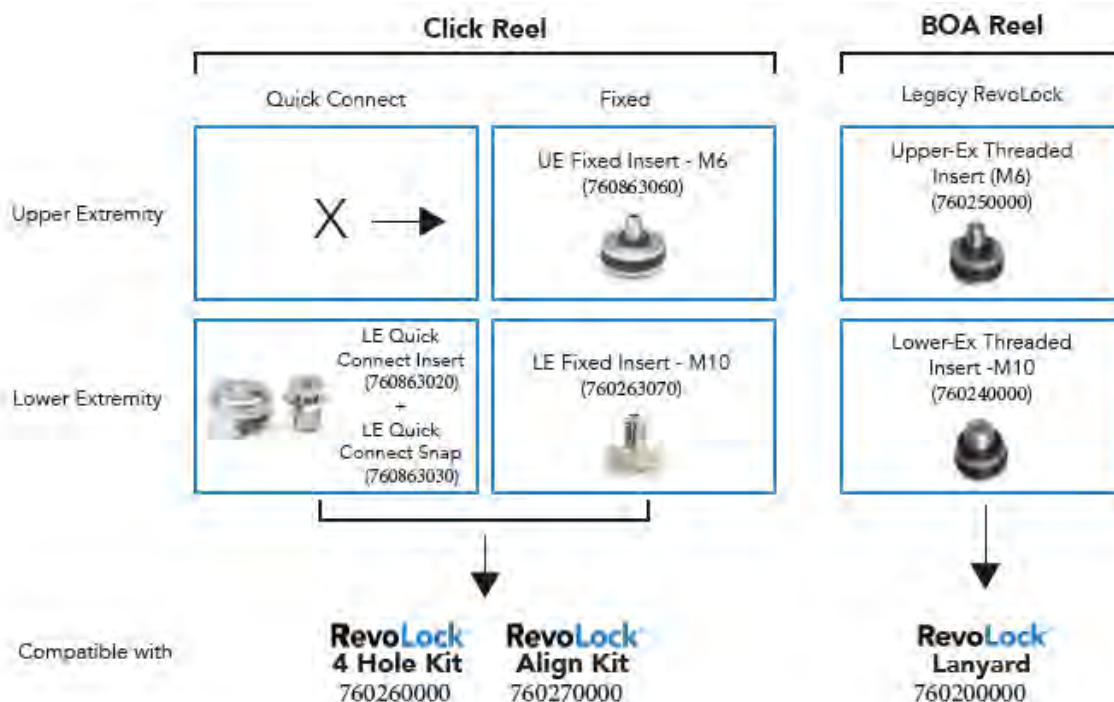 Click Reel
BOA Reel
Quick Connect
Fixed
Legacy RevoLock
Upper Extremity
X
UE Fixed Insert - M6
(760863060)
Upper-Ex Threaded
Insert (M6)
(760250000)
Lower Extremity
LE Quick
Connect Insert
(760863020)
+
LE Quick
Connect Snap
(760863030)
LE Fixed Insert - M10
(760263070)
Lower-Ex Threaded
Insert -M10
(760240000)
Compatible with
RevoLock
4 Hole Kit
760260000
RevoLock
Align Kit
760270000
RevoLock
Lanyard
760200000